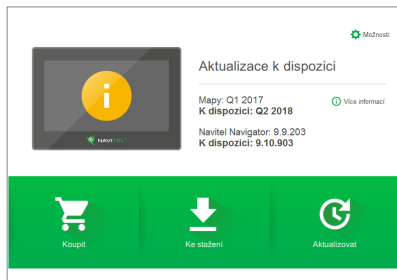 Možnosti
Aktualizace k dispozici
Mapy: Q1 2017
Více informací
K dispozici: Q2 2018
Navitel Navigator: 9.9.203
K dispozici: 9.10.903
NAVITEL
Koupit
Ke stažení
Aktualizovat